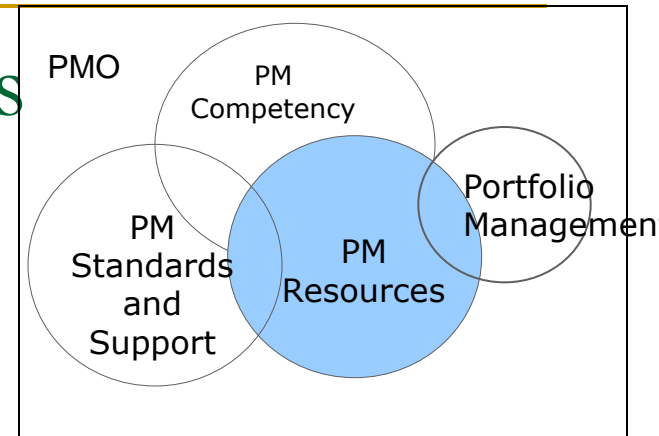 s
PMO
PM
Competency
Portfolio
Managemen
PM
Standards
and
Support
PM
Resources